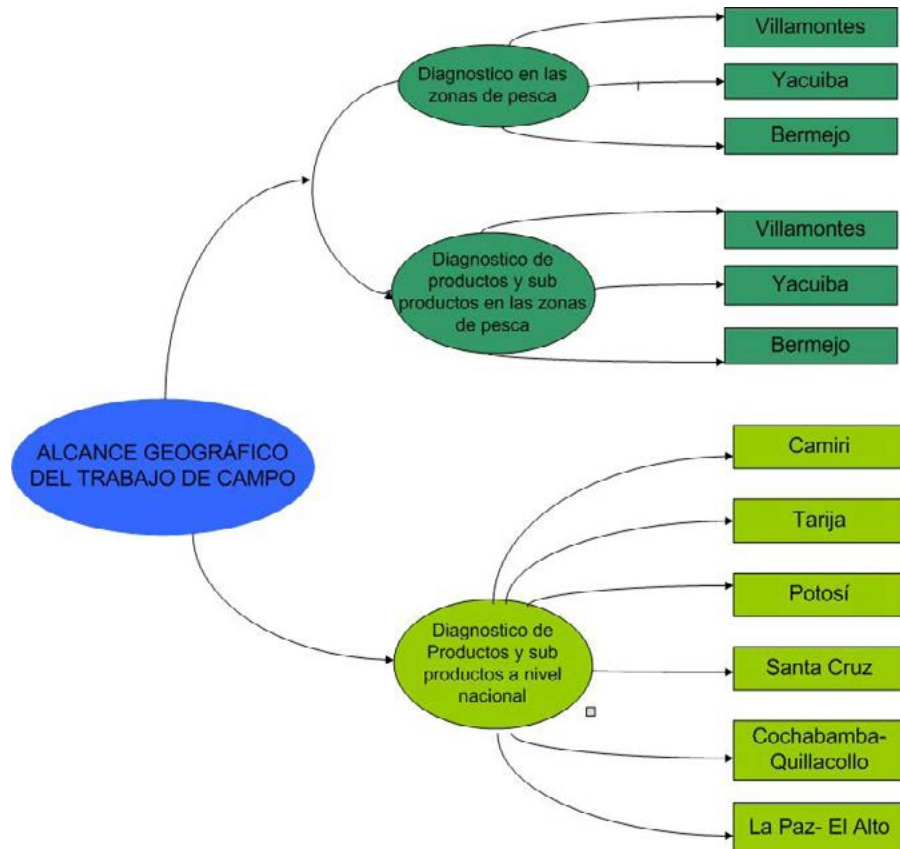 Villamontes
Diagnostico en las
zonas de pesca
Yacuiba
Bermejo
Villamontes
Diagnostico de
productos y sub
productos en las zonas
de pesca
Yacuiba
Bermejo
ALCANCE GEOGRÁFICO
DEL TRABAJO DE CAMPO
Camiri
Tarija
Potosí
Diagnostico de
Productos y sub
productos a nivel
nacional
Santa Cruz
Cochabamba-
Quillacollo
La Paz- El Alto